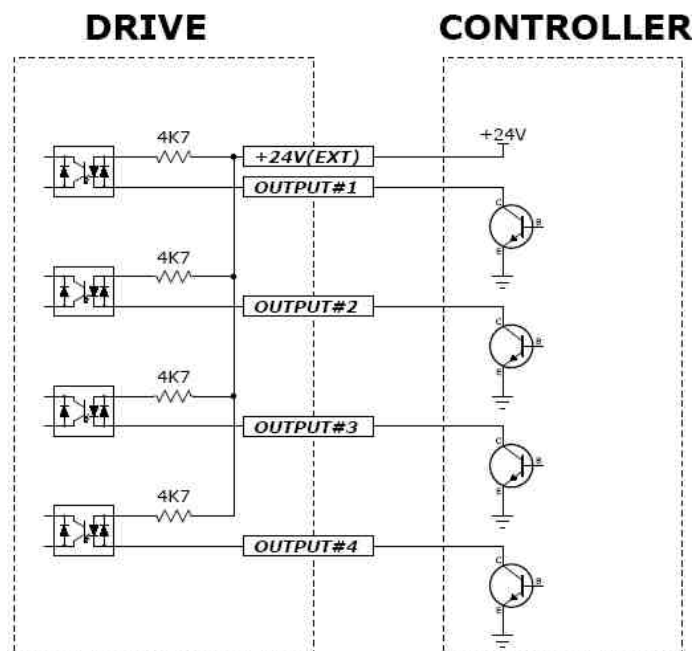 DRIVE
CONTROLLER
4K7
+24V(EXT)
+24V
OUTPUT#1
C
B
E
4K7
OUTPUT#2
C
B
E
4K7
OUTPUT#3
C
B
E
4K7
OUTPUT#4
C
B
E